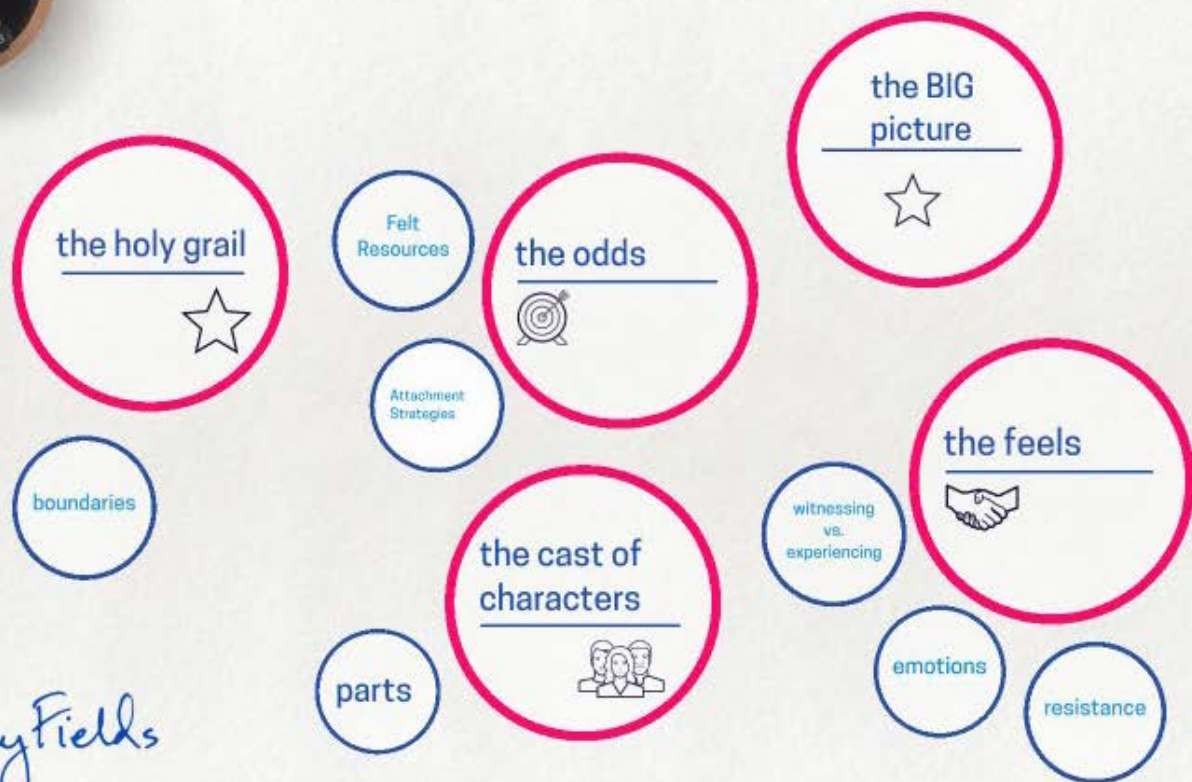 the BIG
picture
the holy grail
Felt
Resources
the odds
Attachment
Strategies
the feels
boundaries
witnessing
vs.
experiencing
the cast of
characters
parts
emotions
resistance
Fields